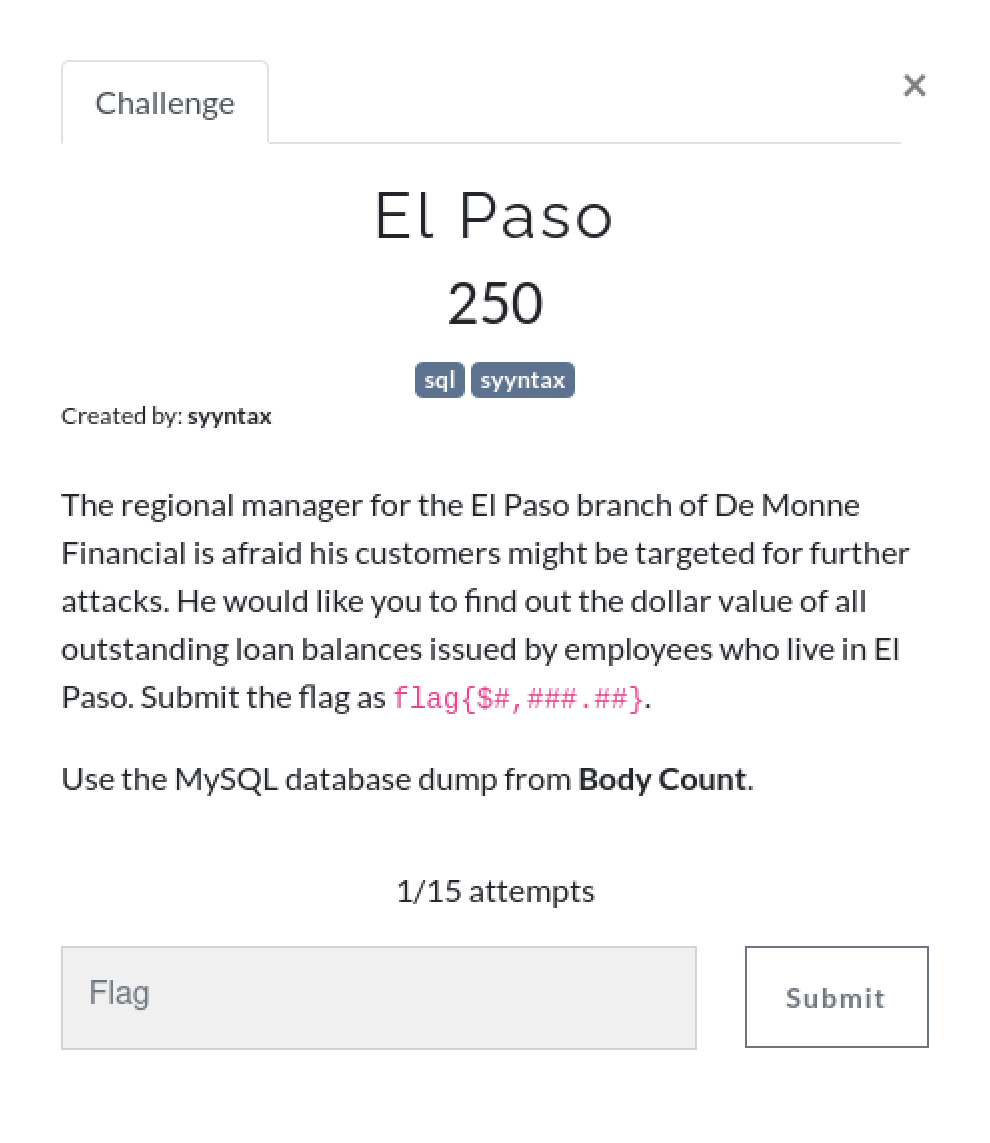 Challenge
×
El Paso
250
sql syyntax
Created by: syyntax
The regional manager for the El Paso branch of De Monne
Financial is afraid his customers might be targeted for further
attacks. He would like you to find out the dollar value of all
outstanding loan balances issued by employees who live in El
Paso. Submit the flag as flag{$#,###.##}.
Use the MySQL database dump from Body Count.
1/15 attempts
Flag
Submit